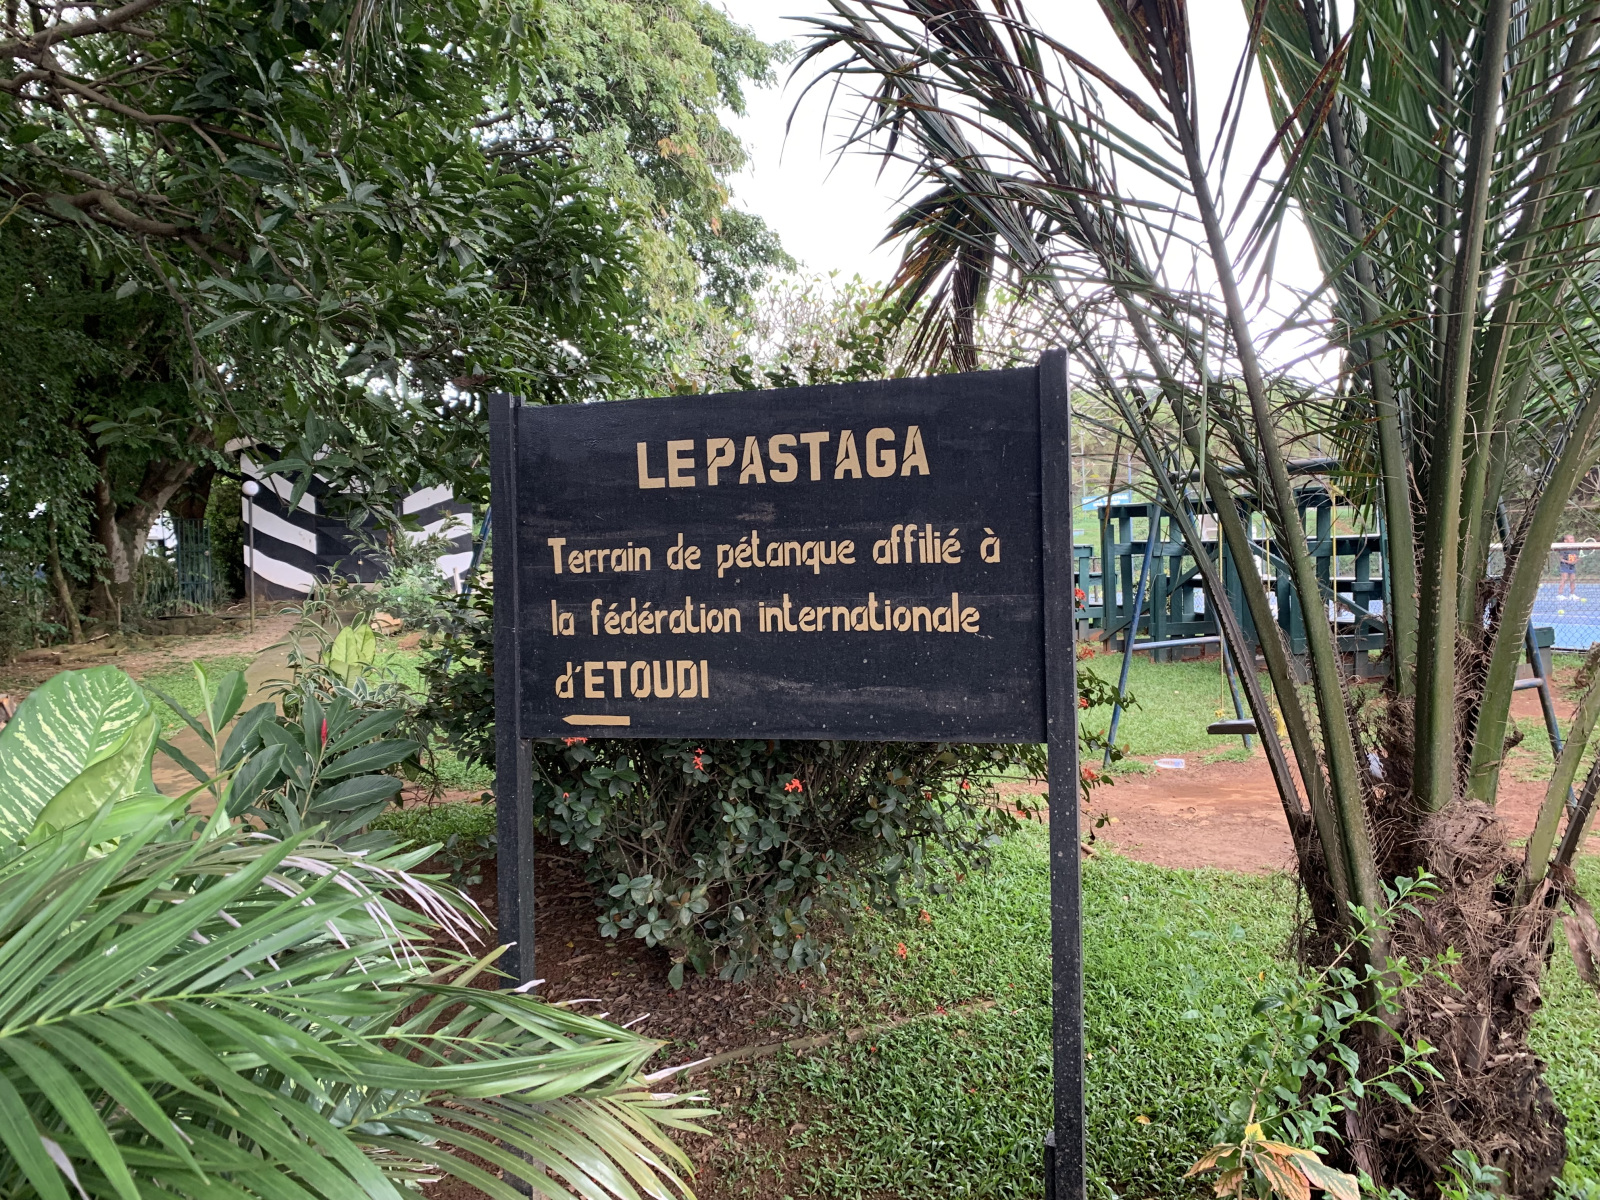 LE PASTAGA
Terrain de pétanque affilié à
la fédération internationale
d'ETOUDI